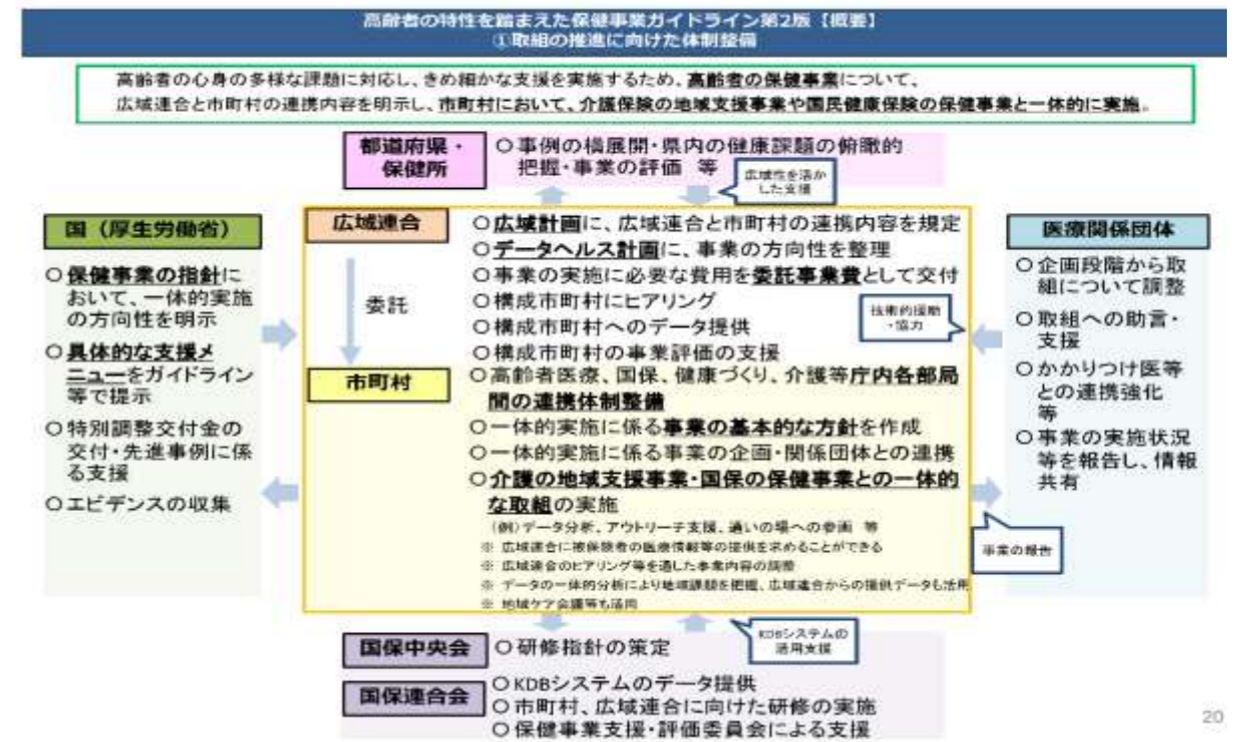 高齢者の特性を踏まえた保健事業ガイドライン第2版【概要】
①取組の推進に向けた体制整備
高齢者の心身の多様な課題に対応し、きめ細かな支援を実施するため、高齢者の保健事業について、
広域連合と市町村の連携内容を明示し、市町村において、介護保険の地域支援事業や国民健康保険の保健事業と一体的に実施。
都道府県・
保健所
○事例の横展開・県内の健康課題の俯瞰的
把握・事業の評価 等
広域性を活か
した支援
国（厚生労働省）
○保健事業の指針に
おいて、一体的実施
の方向性を明示
○具体的な支援メ
ニューをガイドライン
等で提示
○特別調整交付金の
交付・先進事例に係
る支援
○エビデンスの収集
広域連合
委託
市町村
○広域計画に、広域連合と市町村の連携内容を規定
○データヘルス計画に、事業の方向性を整理
○事業の実施に必要な費用を委託事業費として交付
○構成市町村にヒアリング
○構成市町村へのデータ提供
○構成市町村の事業評価の支援
○高齢者医療、国保、健康づくり、介護等庁内各部局
間の連携体制整備
○一体的実施に係る事業の基本的な方針を作成
○一体的実施に係る事業の企画・関係団体との連携
○介護の地域支援事業・国保の保健事業との一体的
な取組の実施
（例）データ分析、アウトリーチ支援、通いの場への参画 等
※ 広域連合に被保険者の医療情報等の提供を求めることができる
※ 広域連合のヒアリング等を通した事業内容の調整
※ データの一体的分析により地域課題を把握、広域連合からの提供データも活用
※ 地域ケア会議等も活用
技術的援助
・協力
医療関係団体
○企画段階から取
組について調整
○取組への助言・
支援
○かかりつけ医等
との連携強化
等
○事業の実施状況
等を報告し、情報
共有
事業の報告
KDBシステムの
活用支援
国保中央会
○研修指針の策定
国保連合会
○KDBシステムのデータ提供
○市町村、広域連合に向けた研修の実施
○保健事業支援・評価委員会による支援
20